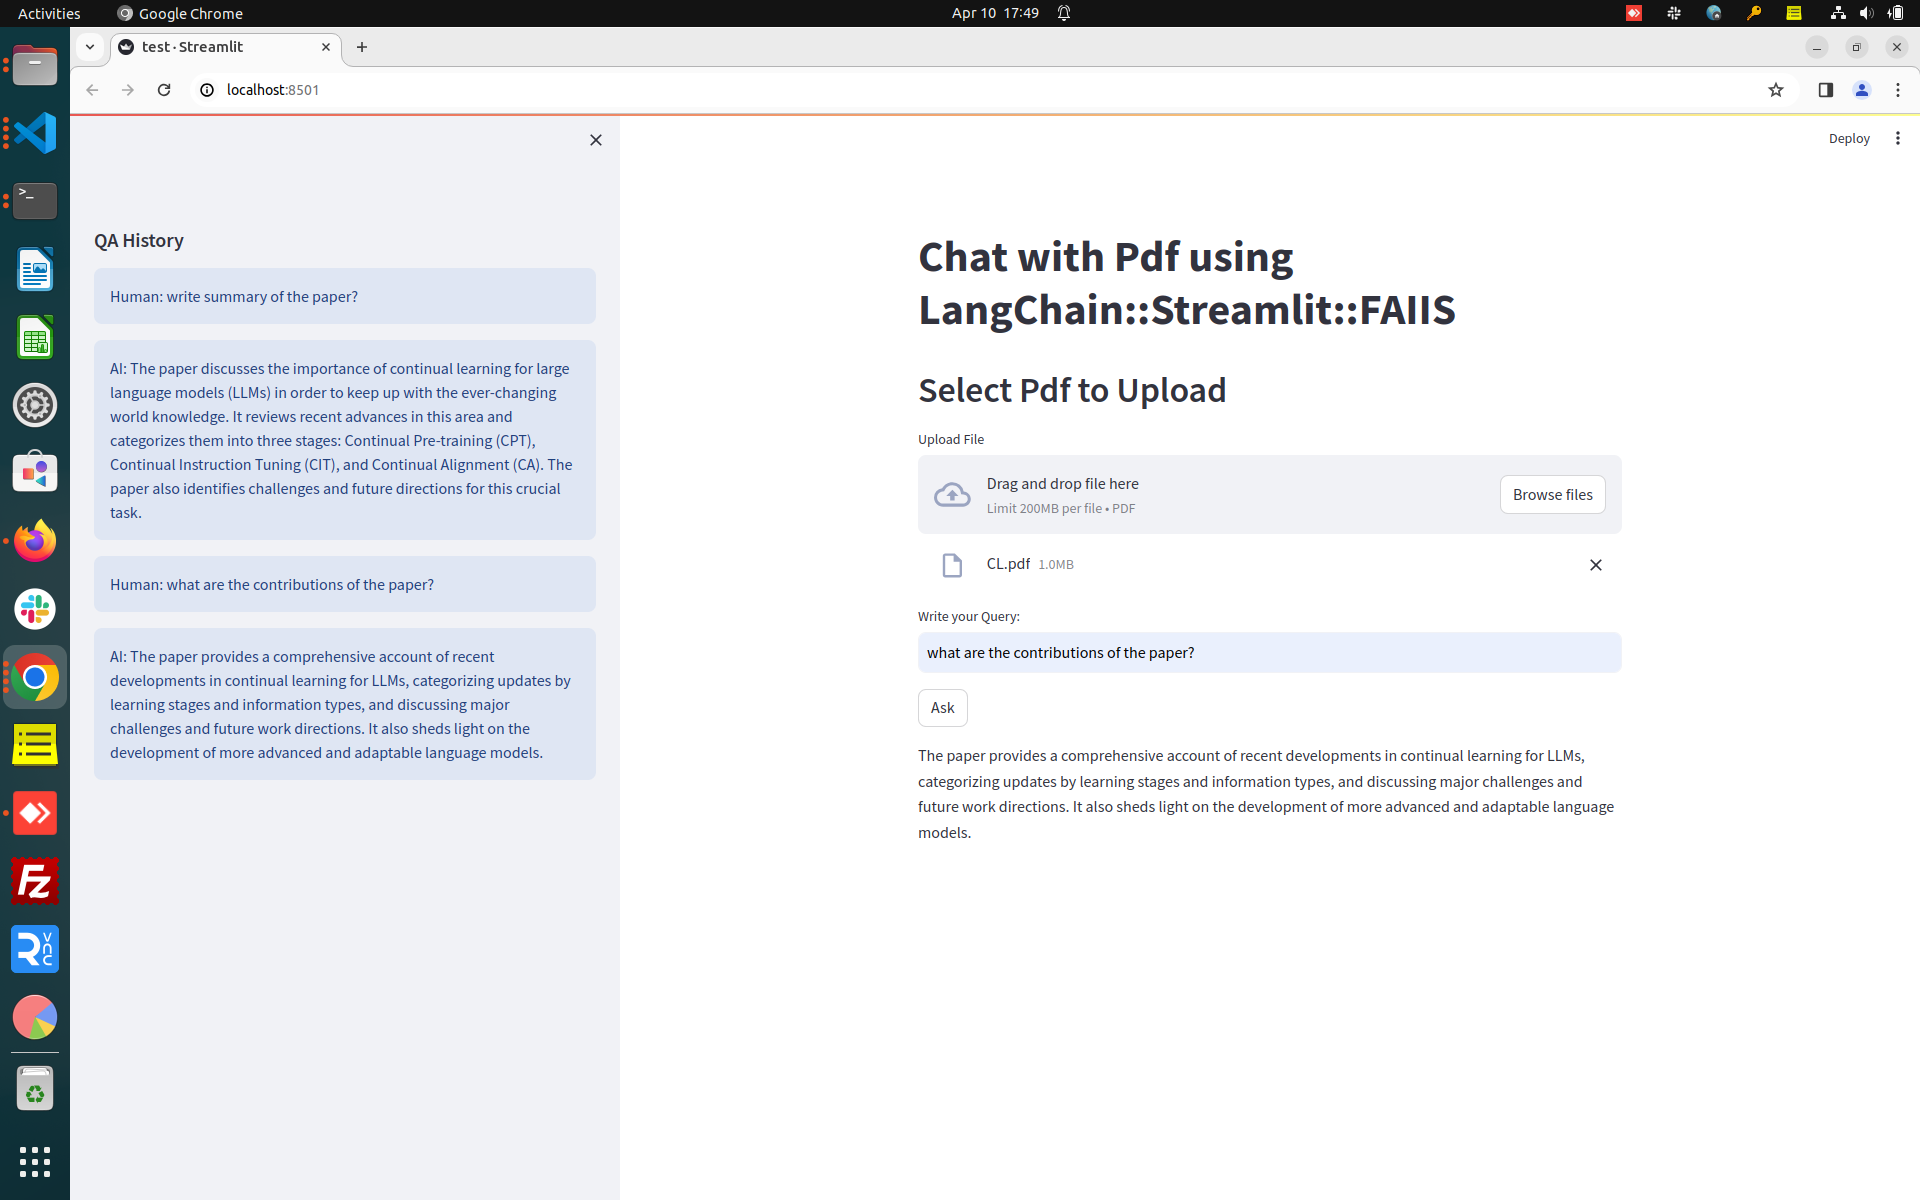 Activities
Google Chrome
Apr 10 17:49
test · Streamlit
localhost:8501
Deploy
QA History
Human: write summary of the paper?
AI: The paper discusses the importance of continual learning for large
language models (LLMs) in order to keep up with the ever-changing
world knowledge. It reviews recent advances in this area and
categorizes them into three stages: Continual Pre-training (CPT),
Continual Instruction Tuning (CIT), and Continual Alignment (CA). The
paper also identifies challenges and future directions for this crucial
task.
Human: what are the contributions of the paper?
AI: The paper provides a comprehensive account of recent
developments in continual learning for LLMs, categorizing updates by
learning stages and information types, and discussing major
challenges and future work directions. It also sheds light on the
development of more advanced and adaptable language models.
Chat with Pdf using
LangChain::Streamlit::FAIIS
Select Pdf to Upload
Upload File
Drag and drop file here
Limit 200MB per file • PDF
Browse files
CL.pdf 1.0MB
Write your Query:
what are the contributions of the paper?
Ask
The paper provides a comprehensive account of recent developments in continual learning for LLMs,
categorizing updates by learning stages and information types, and discussing major challenges and
future work directions. It also sheds light on the development of more advanced and adaptable language
models.
>_
Fz
R vnc